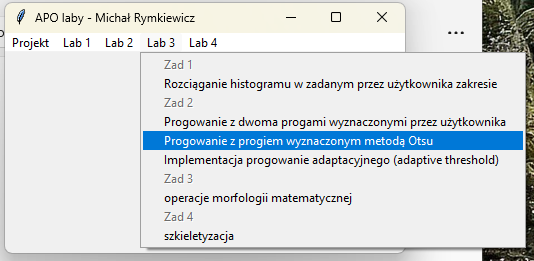 APO laby - Michał Rymkiewicz
Projekt Lab 1 Lab 2 Lab 3 Lab 4
Zad 1
Rozciąganie histogramu w zadanym przez użytkownika zakresie
Zad 2
Progowanie z dwoma progami wyznaczonymi przez użytkownika
Progowanie z progiem wyznaczonym metodą Otsu
Implementacja progowanie adaptacyjnego (adaptive threshold)
Zad 3
operacje morfologii matematycznej
Zad 4
szkieletyzacja